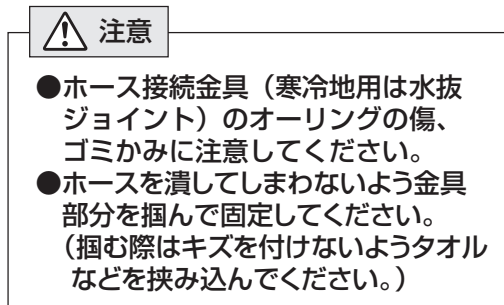 注意
●ホース接続金具（寒冷地用は水抜
ジョイント）のオーリングの傷、
ゴミかみに注意してください。
●ホースを潰してしまわないよう金具
部分を掴んで固定してください。
（掴む際はキズを付けないようタオル
などを挟み込んでください。）